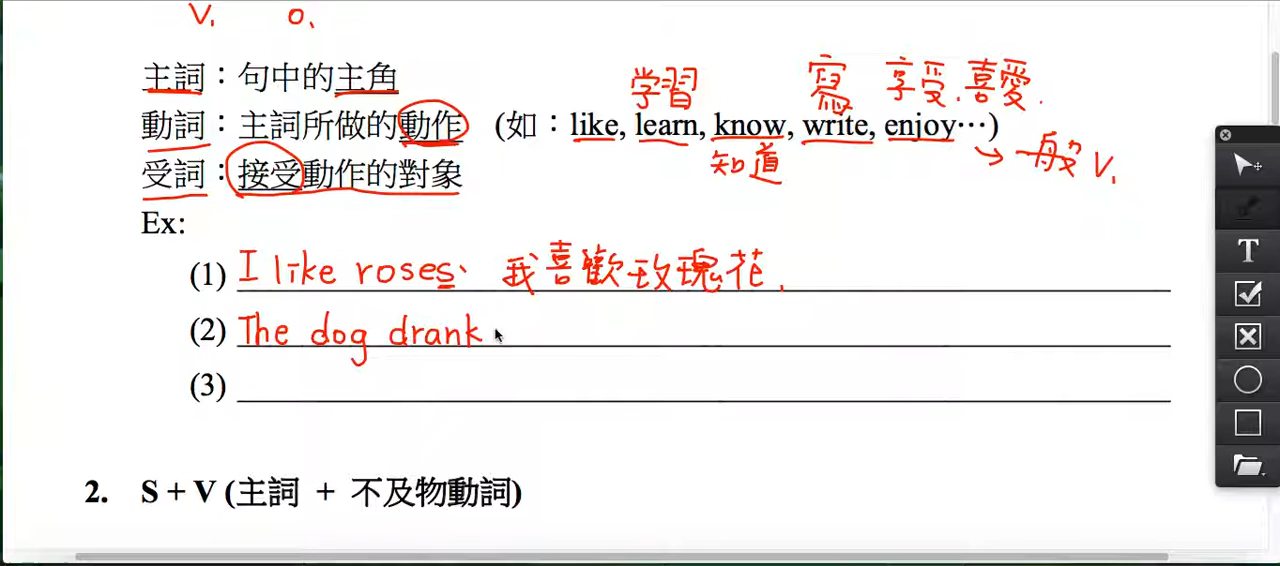 V. O.
主詞：句中的主角
学習 寫 享受.喜愛.
動詞：主詞所做的動作 (如：like, learn, know, write, enjoy…)
知道 → 一般V.
受詞：接受動作的對象
Ex:
(1) I like roses. 我喜歡玫瑰花.
(2) The dog drank
(3)
2. S + V (主詞 + 不及物動詞)
T